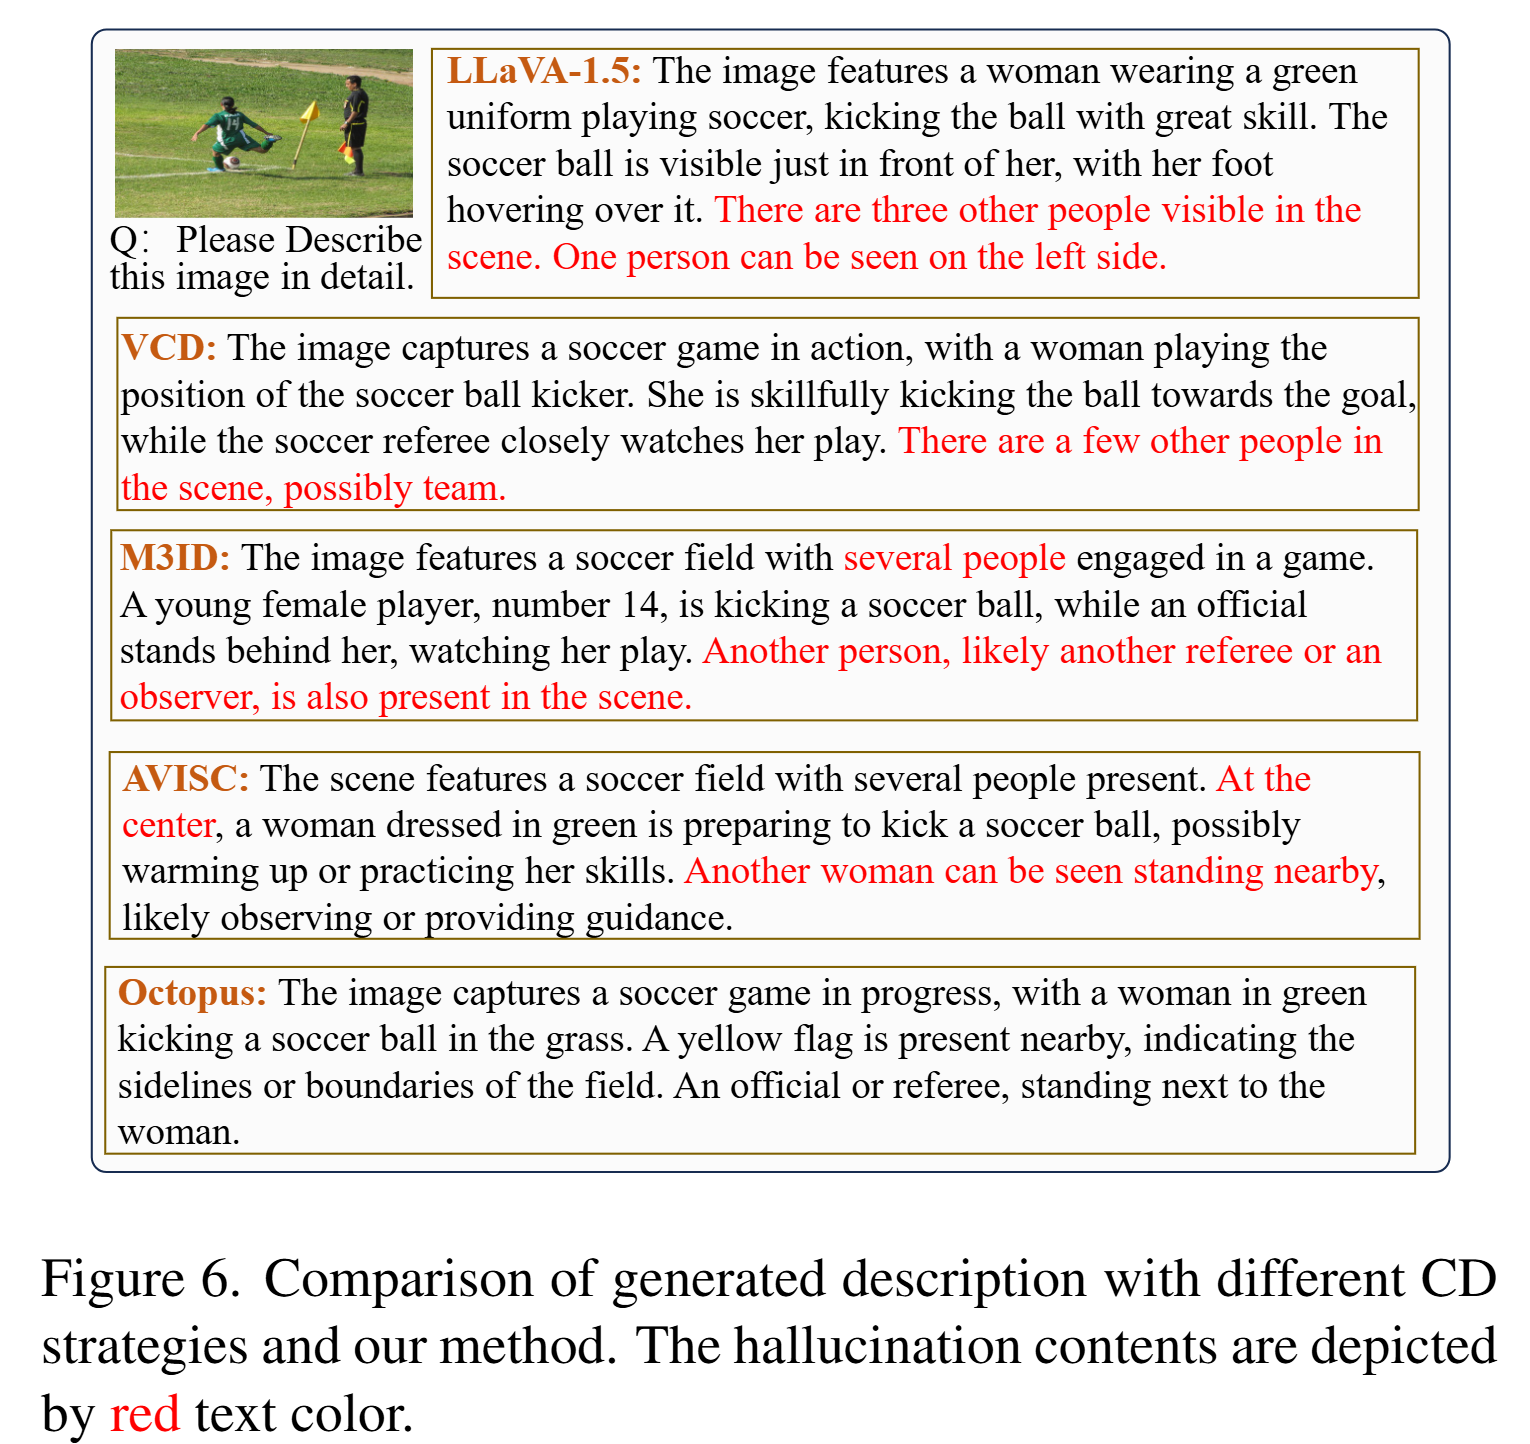 14
Q: Please Describe
this image in detail.
LLaVA-1.5: The image features a woman wearing a green
uniform playing soccer, kicking the ball with great skill. The
soccer ball is visible just in front of her, with her foot
hovering over it. There are three other people visible in the
scene. One person can be seen on the left side.
VCD: The image captures a soccer game in action, with a woman playing the
position of the soccer ball kicker. She is skillfully kicking the ball towards the goal,
while the soccer referee closely watches her play. There are a few other people in
the scene, possibly team.
M3ID: The image features a soccer field with several people engaged in a game.
A young female player, number 14, is kicking a soccer ball, while an official
stands behind her, watching her play. Another person, likely another referee or an
observer, is also present in the scene.
AVISC: The scene features a soccer field with several people present. At the
center, a woman dressed in green is preparing to kick a soccer ball, possibly
warming up or practicing her skills. Another woman can be seen standing nearby,
likely observing or providing guidance.
Octopus: The image captures a soccer game in progress, with a woman in green
kicking a soccer ball in the grass. A yellow flag is present nearby, indicating the
sidelines or boundaries of the field. An official or referee, standing next to the
woman.
Figure 6. Comparison of generated description with different CD
strategies and our method. The hallucination contents are depicted
by red text color.